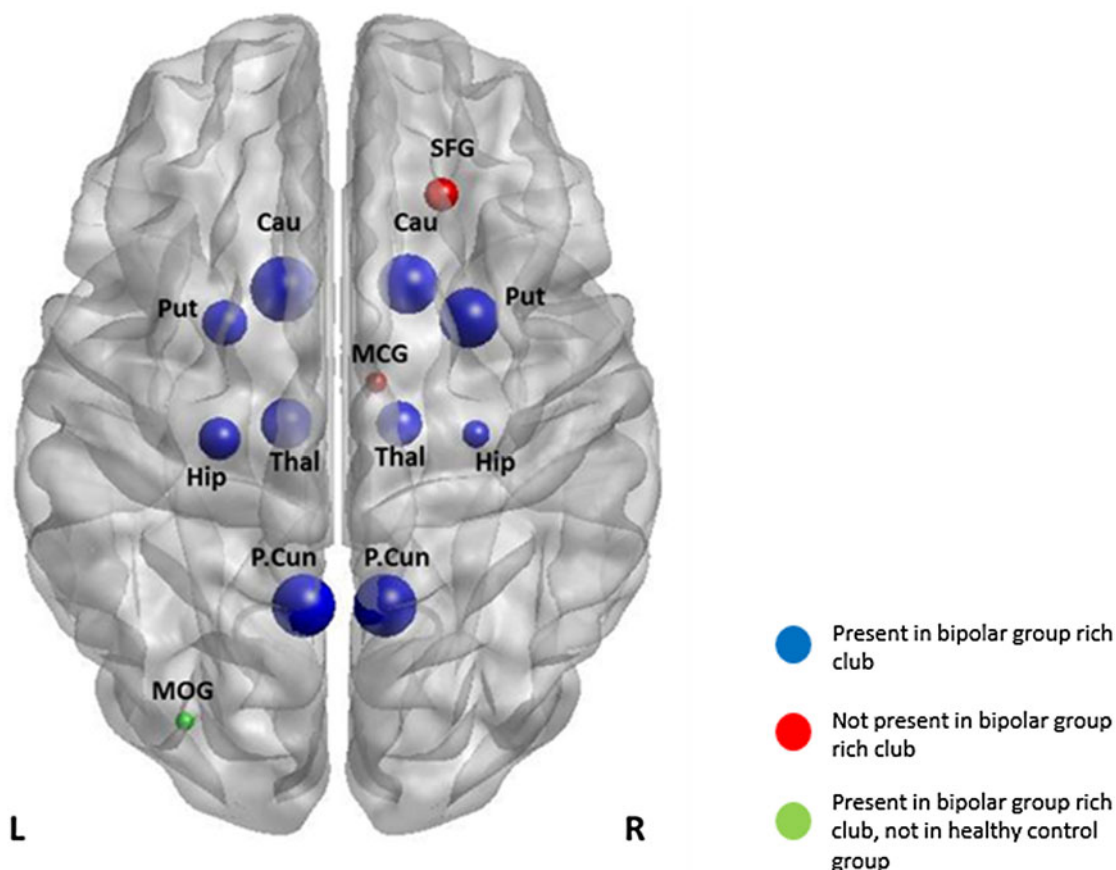 SFG
Cau
Cau
Put
Put
MCG
Hip
Thal
Thal
Hip
P.Cun
P.Cun
MOG
L
R
Present in bipolar group rich
club
Not present in bipolar group
rich club
Present in bipolar group rich
club, not in healthy control
group